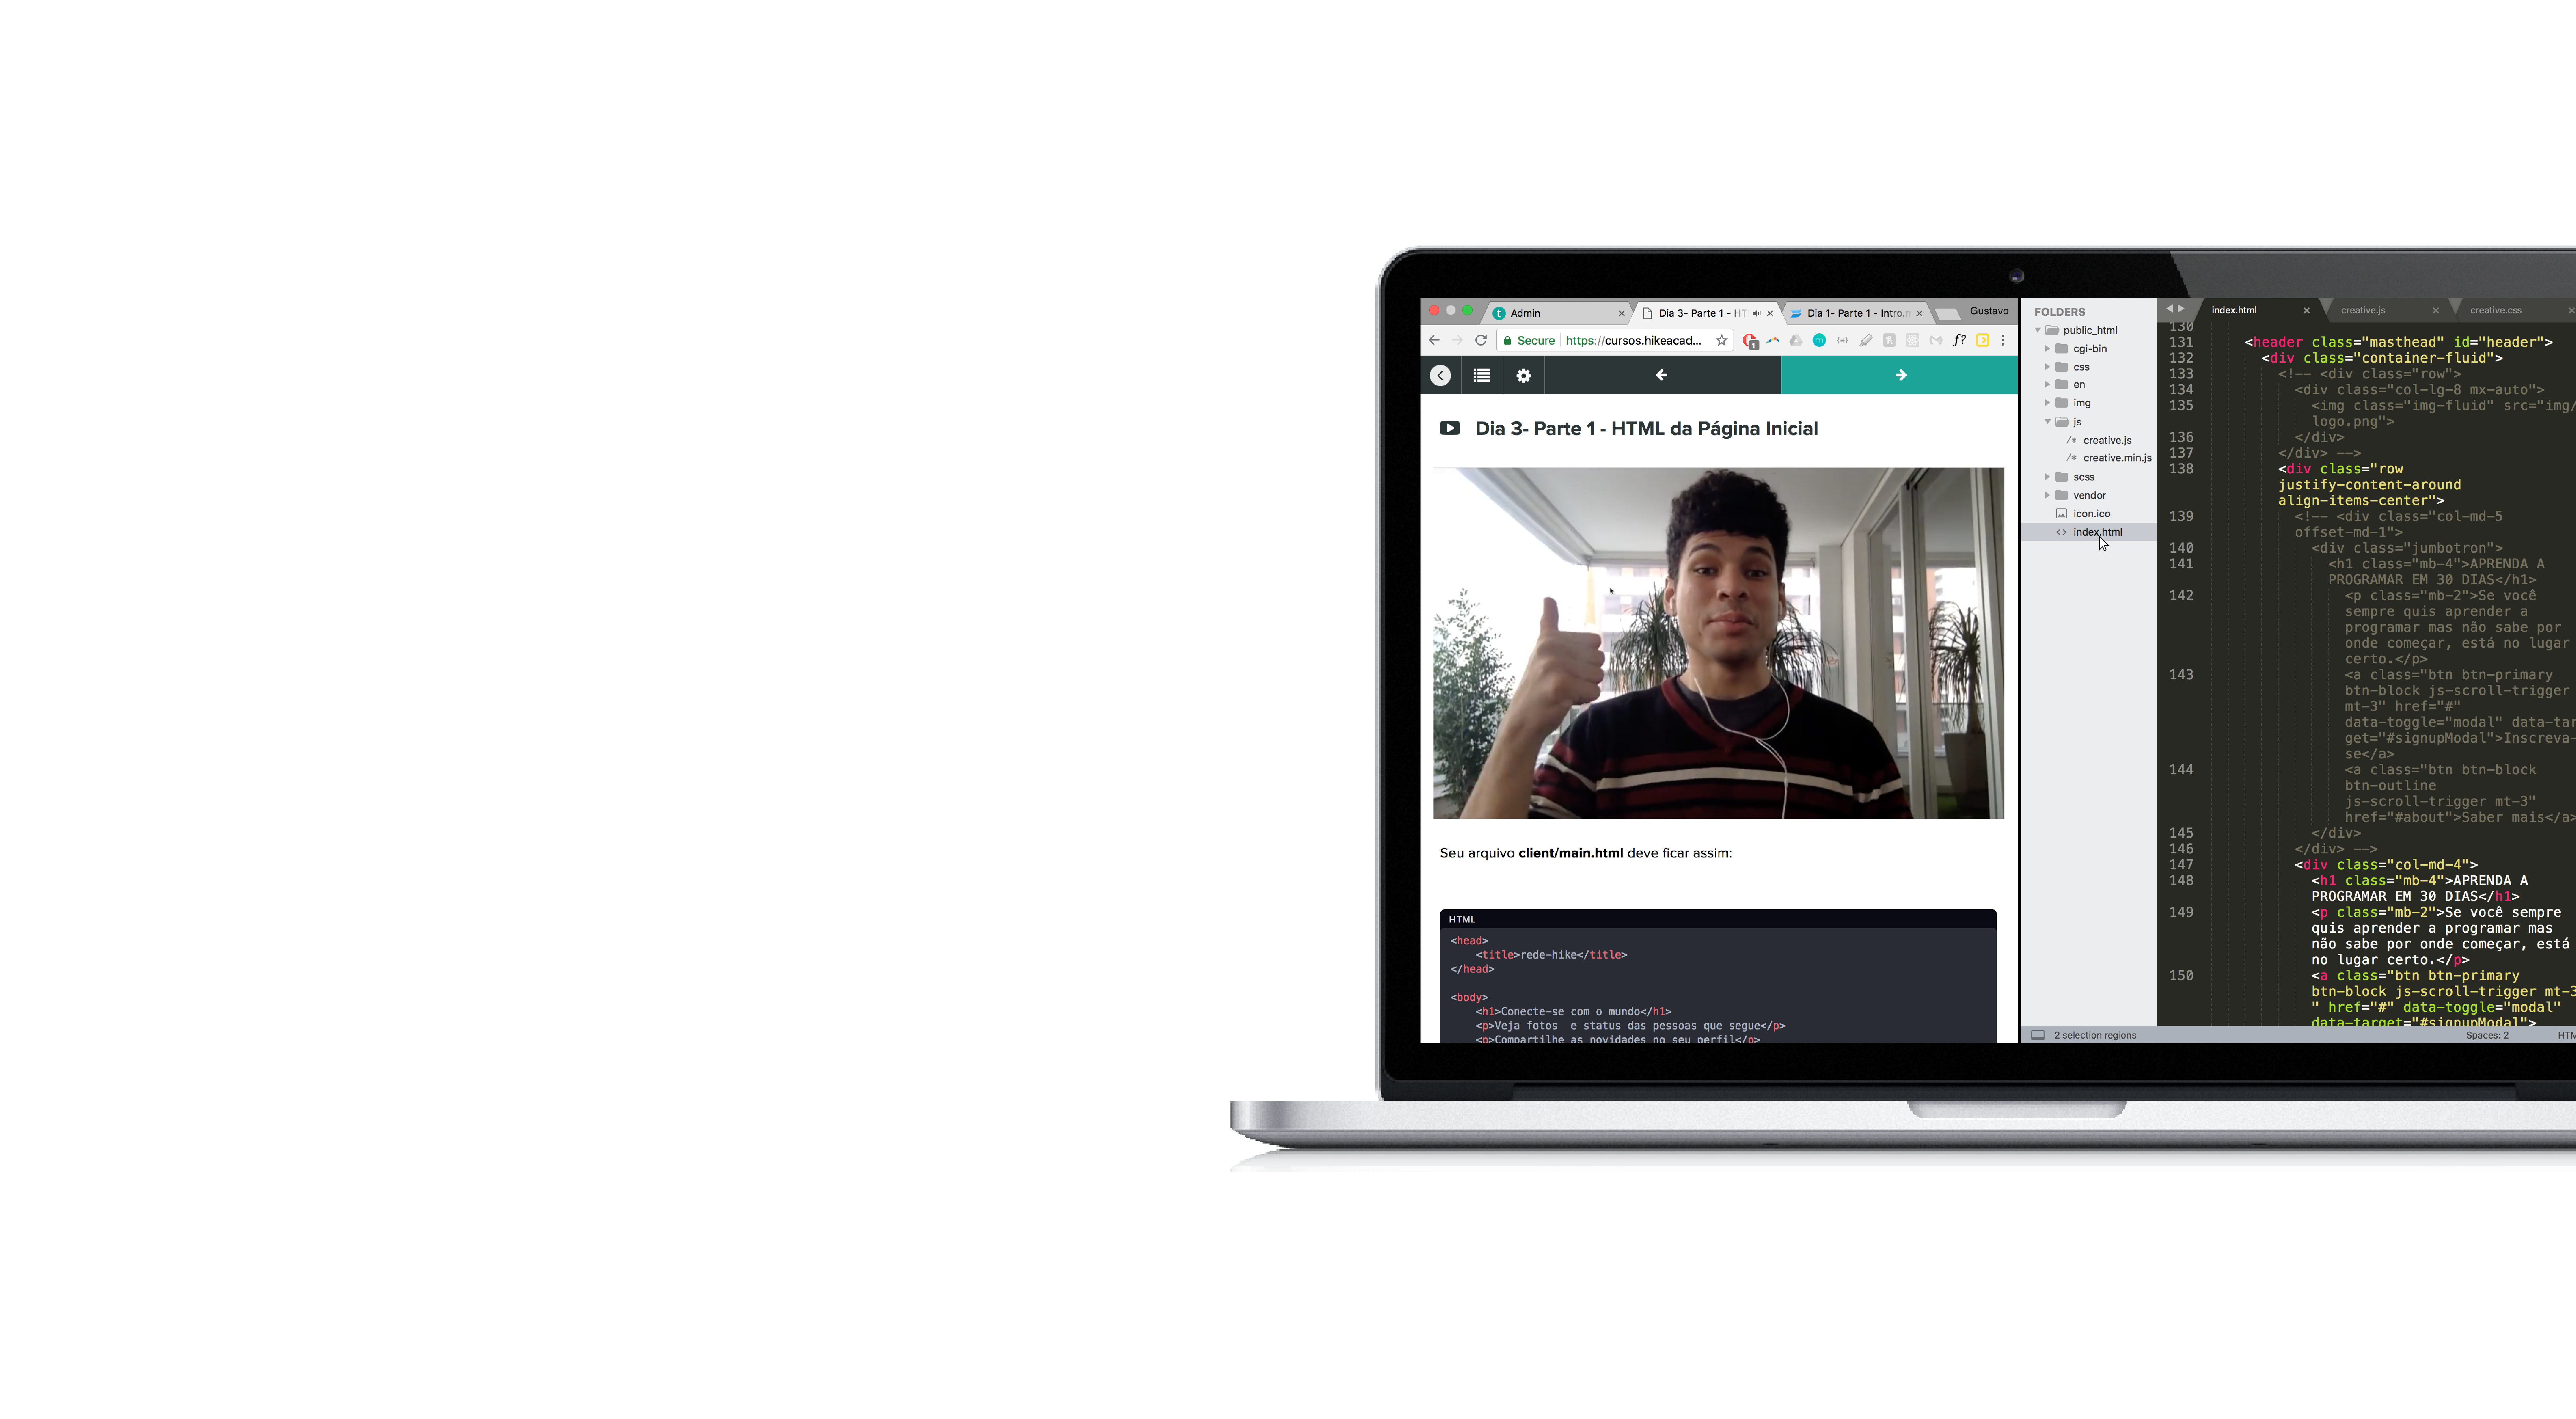 Admin
Dia 3- Parte 1 - HT
Dia 1- Parte 1 - Intro.n
Gustavo
Secure
https://cursos.hikeacad...
1
m
f?
Dia 3- Parte 1 - HTML da Página Inicial
Seu arquivo client/main.html deve ficar assim:
HTML
<head>
<title>rede-hike</title>
</head>
<body>
<h1>Conecte-se com o mundo</h1>
<p>Veja fotos  e status das pessoas que segue</p>
<p>Compartilhe as novidades no seu perfil</p>
FOLDERS
public_html
cgi-bin
css
en
img
js
/* creative.js
/* creative.min.js
scss
vendor
icon.ico
<> index.html
index.html
creative.js
creative.css
130
131 <header class="masthead" id="header">
132 <div class="container-fluid">
133 <!-- <div class="row">
134 <div class="col-lg-8 mx-auto">
135 <img class="img-fluid" src="img/
logo.png">
136 </div>
137 </div> -->
138 <div class="row
justify-content-around
align-items-center">
139 <!-- <div class="col-md-5
offset-md-1">
140 <div class="jumbotron">
141 <h1 class="mb-4">APRENDA A
PROGRAMAR EM 30 DIAS</h1>
142 <p class="mb-2">Se você
sempre quis aprender a
programar mas não sabe por
onde começar, está no lugar
certo.</p>
143 <a class="btn btn-primary
btn-block js-scroll-trigger
mt-3" href="#"
data-toggle="modal" data-tar
get="#signupModal">Inscreva-
se</a>
144 <a class="btn btn-block
btn-outline
js-scroll-trigger mt-3"
href="#about">Saber mais</a>
145 </div>
146 </div> -->
147 <div class="col-md-4">
148 <h1 class="mb-4">APRENDA A
PROGRAMAR EM 30 DIAS</h1>
149 <p class="mb-2">Se você sempre
quis aprender a programar mas
não sabe por onde começar, está
no lugar certo.</p>
150 <a class="btn btn-primary
btn-block js-scroll-trigger mt-3
" href="#" data-toggle="modal"
data-target="#signupModal">
2 selection regions
Spaces: 2
HTM